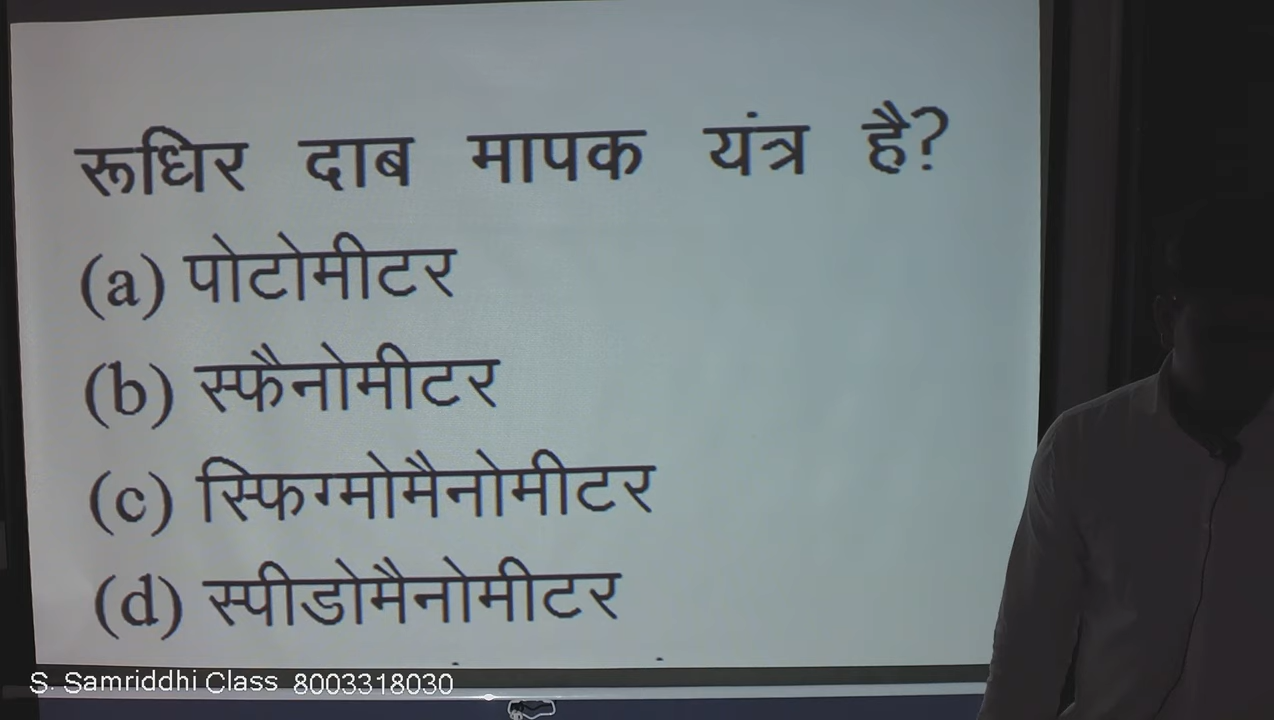 रूधिर दाब मापक यंत्र है?
(a) पोटोमीटर
(b) स्फैनोमीटर
(c) स्फिग्मोमैनोमीटर
(d) स्पीडोमैनोमीटर
S. Samriddhi Class 8003318030